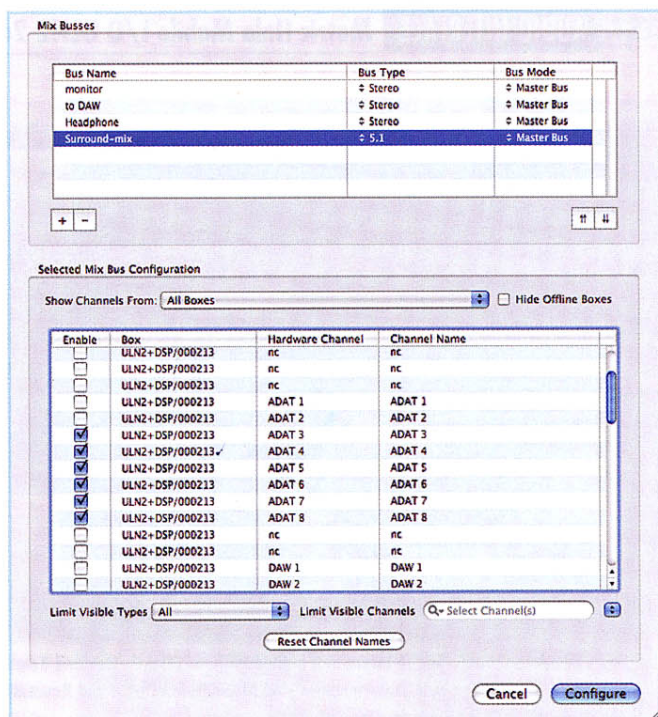 Mix Busses
Bus Name Bus Type Bus Mode
monitor Stereo Master Bus
to DAW Stereo Master Bus
Headphone Stereo Master Bus
Surround-mix 5.1 Master Bus
+ -
Selected Mix Bus Configuration
Show Channels From: All Boxes Hide Offline Boxes
Enable Box Hardware Channel Channel Name
ULN2+DSP/000213 nc nc
ULN2+DSP/000213 nc nc
ULN2+DSP/000213 nc nc
ULN2+DSP/000213 ADAT 1 ADAT 1
ULN2+DSP/000213 ADAT 2 ADAT 2
ULN2+DSP/000213 ADAT 3 ADAT 3
ULN2+DSP/000213 ADAT 4 ADAT 4
ULN2+DSP/000213 ADAT 5 ADAT 5
ULN2+DSP/000213 ADAT 6 ADAT 6
ULN2+DSP/000213 ADAT 7 ADAT 7
ULN2+DSP/000213 ADAT 8 ADAT 8
ULN2+DSP/000213 nc nc
ULN2+DSP/000213 nc nc
ULN2+DSP/000213 DAW 1 DAW 1
ULN2+DSP/000213 DAW 2 DAW 2
Limit Visible Types All Limit Visible Channels Select Channel(s)
Reset Channel Names
Cancel Configure